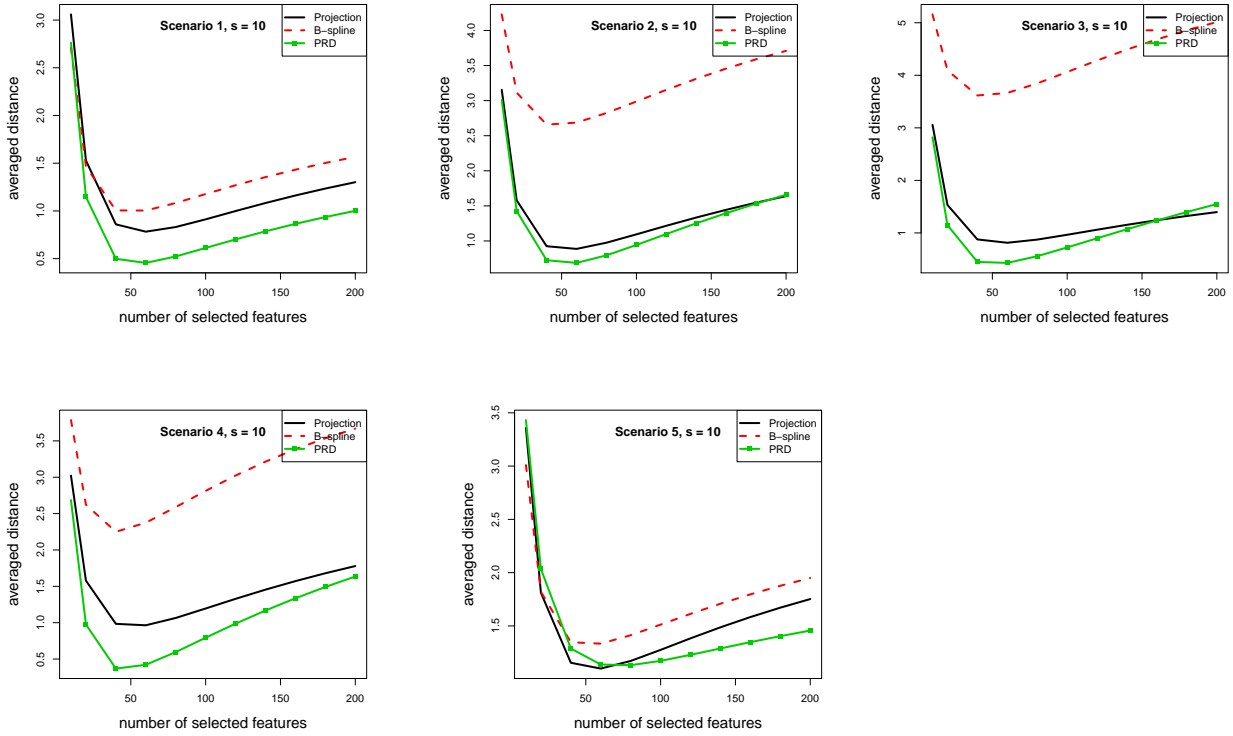 Scenario 1, s = 10
Projection
B−spline
PRD
averaged distance
3.0
2.5
2.0
1.5
1.0
0.5
50 100 150 200
number of selected features
Scenario 2, s = 10
Projection
B−spline
PRD
averaged distance
4.0
3.5
3.0
2.5
2.0
1.5
1.0
50 100 150 200
number of selected features
Scenario 3, s = 10
Projection
B−spline
PRD
averaged distance
5
4
3
2
1
50 100 150 200
number of selected features
Scenario 4, s = 10
Projection
B−spline
PRD
averaged distance
3.5
3.0
2.5
2.0
1.5
1.0
0.5
50 100 150 200
number of selected features
Scenario 5, s = 10
Projection
B−spline
PRD
averaged distance
3.5
3.0
2.5
2.0
1.5
50 100 150 200
number of selected features